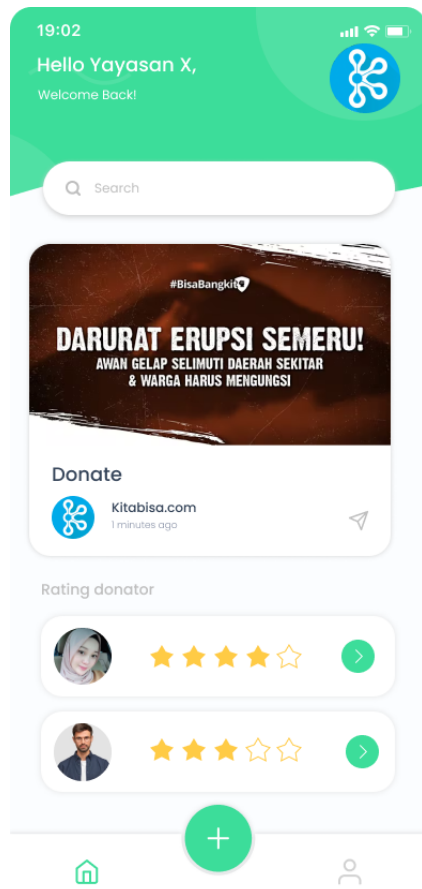 19:02
Hello Yayasan X,
Welcome Back!
Search
#BisaBangkit
DARURAT ERUPSI SEMERU!
AWAN GELAP SELIMUTI DAERAH SEKITAR
& WARGA HARUS MENGUNGSI
Donate
Kitabisa.com
1 minutes ago
Rating donator